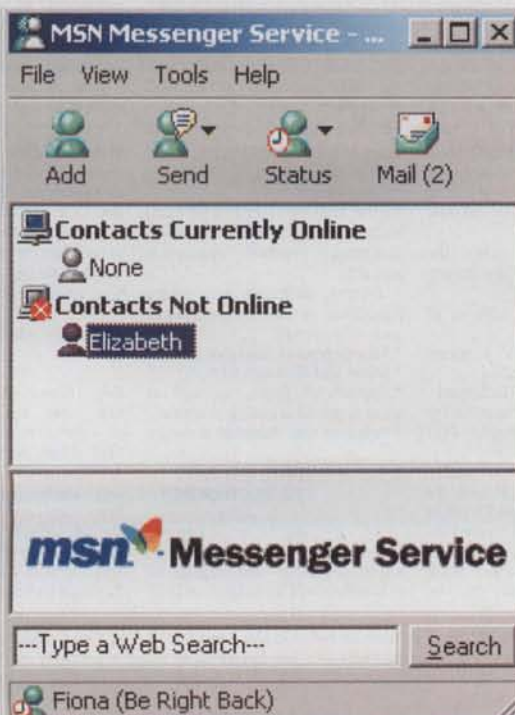 MSN Messenger Service - ...
File View Tools Help
Add Send Status Mail (2)
Contacts Currently Online
None
Contacts Not Online
Elizabeth
msn Messenger Service
---Type a Web Search--- Search
Fiona (Be Right Back)